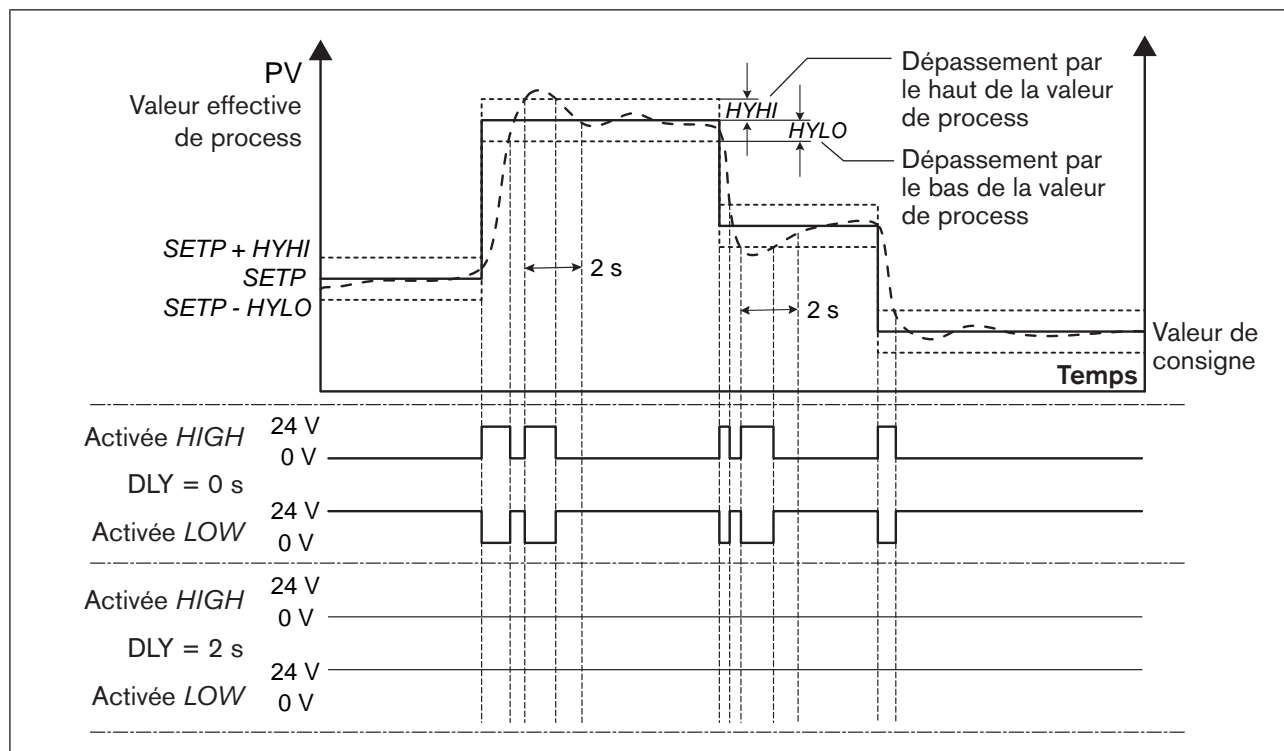 PV
Valeur effective
de process
HYHI
HYLO
Dépassement par
le haut de la valeur
de process
Dépassement par
le bas de la valeur
de process
SETP + HYHI
SETP
SETP - HYLO
2 s
2 s
Valeur de
consigne
Temps
Activée HIGH
24 V
0 V
DLY = 0 s
Activée LOW
24 V
0 V
Activée HIGH
24 V
0 V
DLY = 2 s
Activée LOW
24 V
0 V